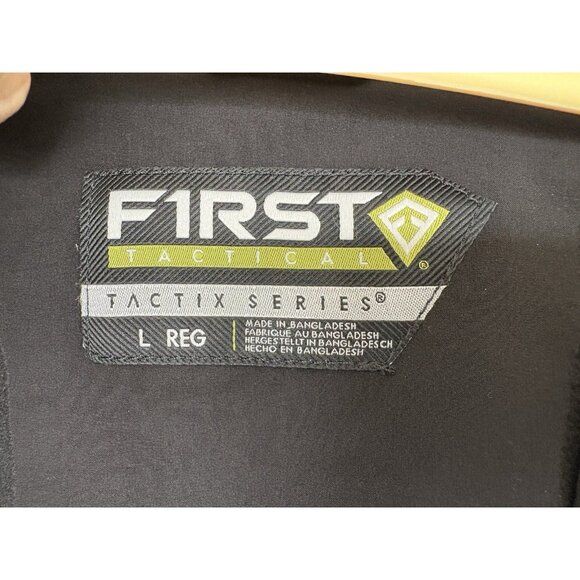 F1RST
TACTICAL ®
TACTIX SERIES®
L REG
MADE IN BANGLADESH
FABRIQUE AU BANGLADESH
HERGESTELLT IN BANGLADESCH
HECHO EN BANGLADESH